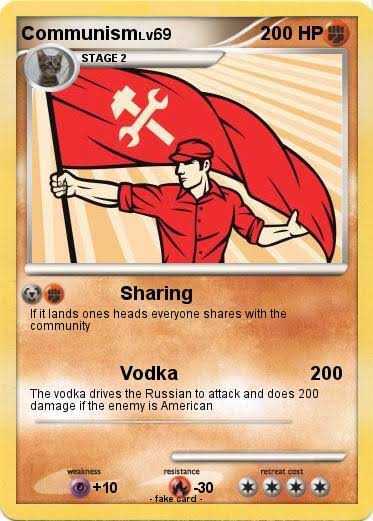 Communism Lv69 200 HP
STAGE 2
Sharing
If it lands ones heads everyone shares with the
community
Vodka 200
The vodka drives the Russian to attack and does 200
damage if the enemy is American
weakness resistance retreat cost
+10 -30
- fake card -